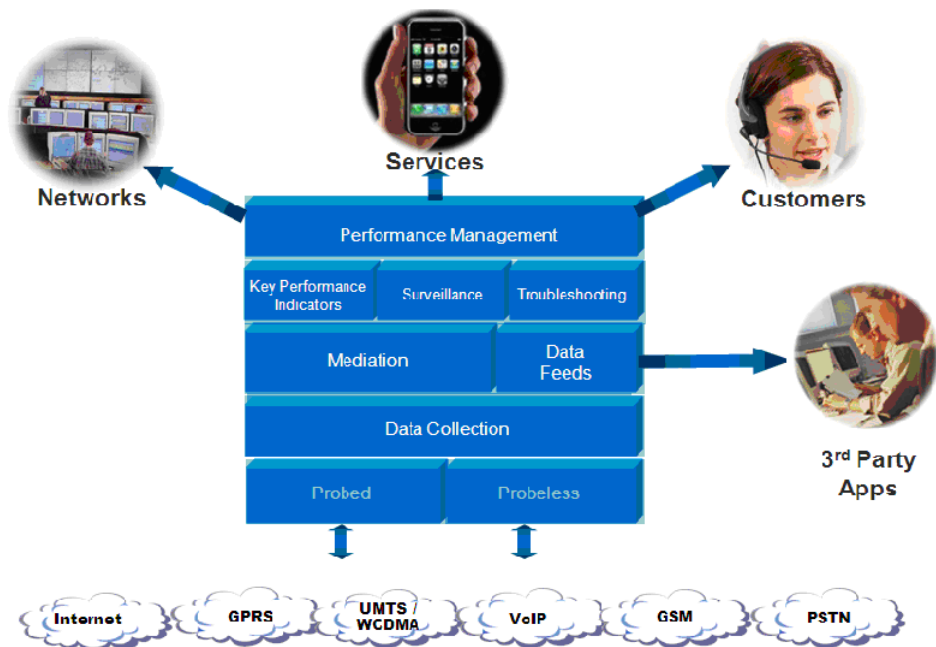 Services
Networks
Customers
Performance Management
Key Performance
Indicators
Surveillance
Troubleshooting
Mediation
Data
Feeds
Data Collection
3rd Party
Apps
Probed
Probeless
Internet
GPRS
UMTS /
WCDMA
VoIP
GSM
PSTN